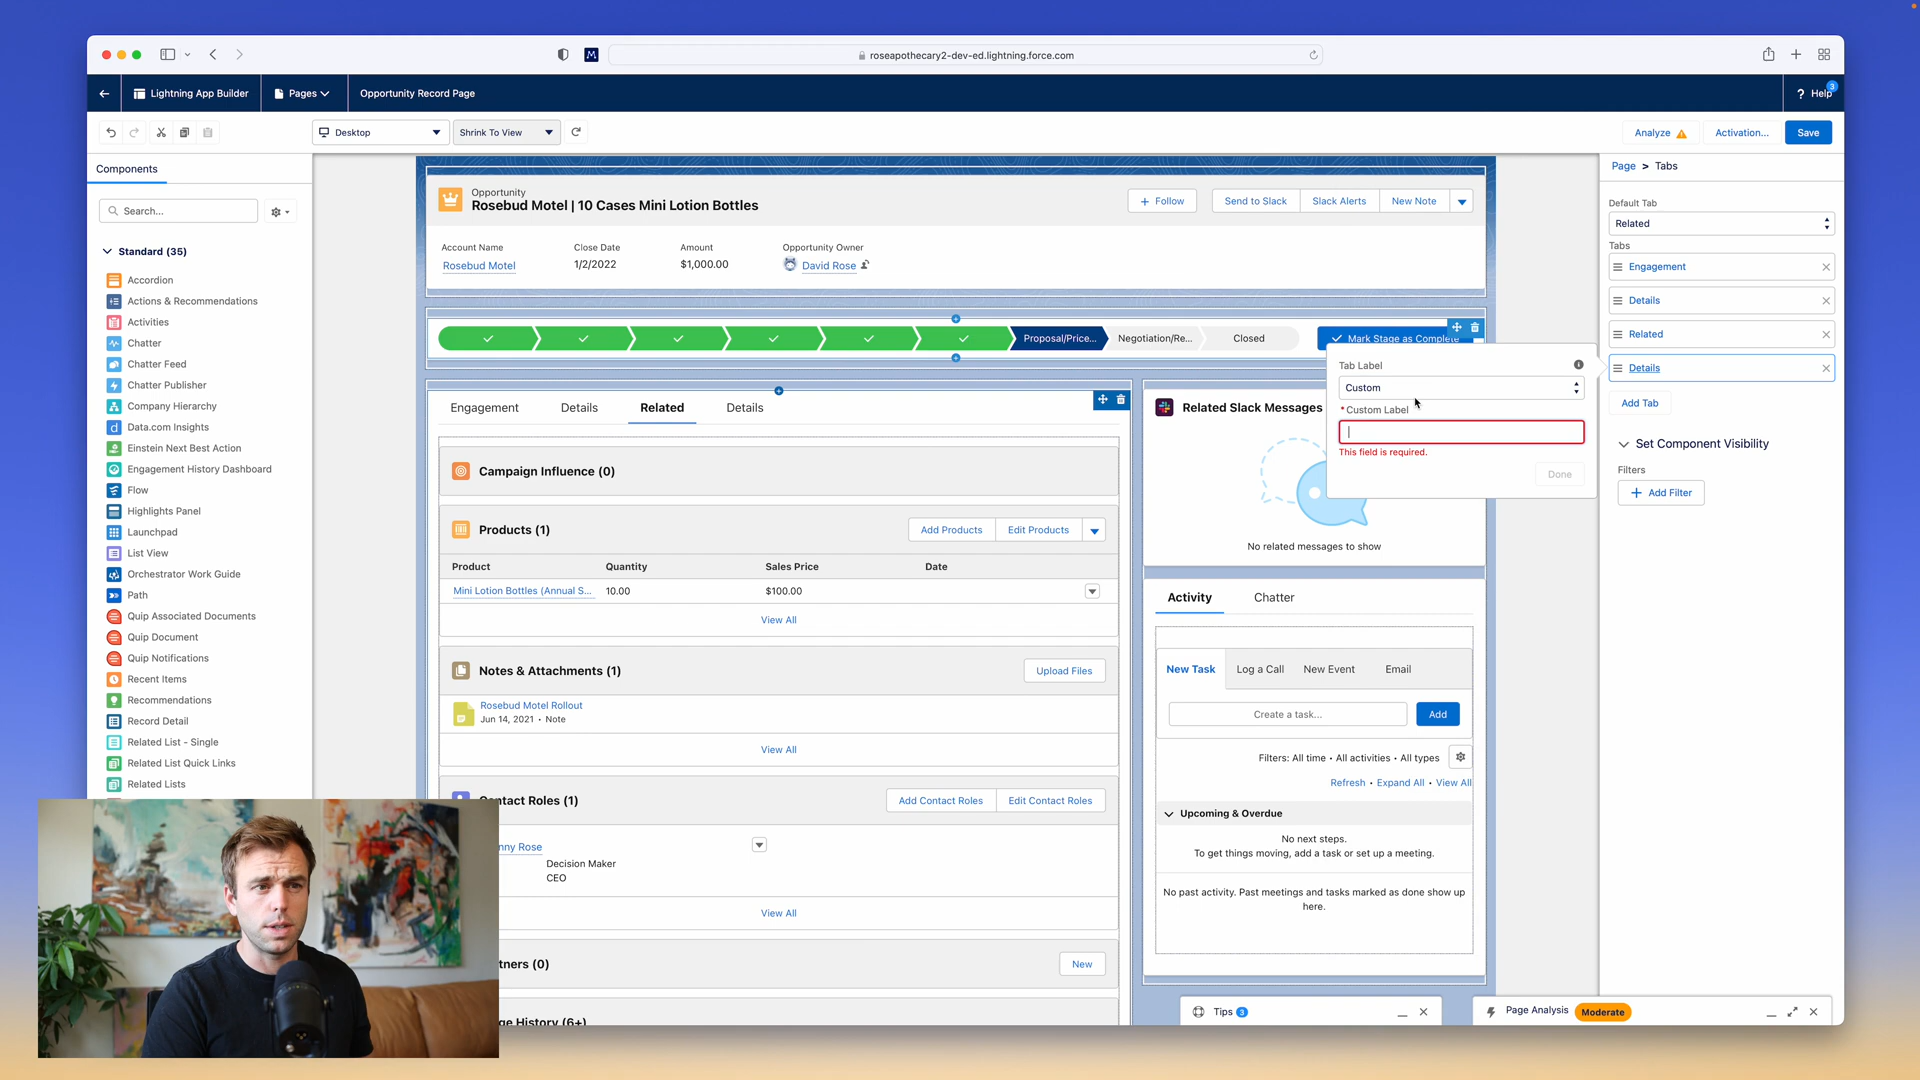 M
roseapothecary2-dev-ed.lightning.force.com
Lightning App Builder
Pages
Opportunity Record Page
? Help
3
Desktop
Shrink To View
Analyze
Activation...
Save
Components
Search...
Standard (35)
Accordion
Actions & Recommendations
Activities
Chatter
Chatter Feed
Chatter Publisher
Company Hierarchy
Data.com Insights
Einstein Next Best Action
Engagement History Dashboard
Flow
Highlights Panel
Launchpad
List View
Orchestrator Work Guide
Path
Quip Associated Documents
Quip Document
Quip Notifications
Recent Items
Recommendations
Record Detail
Related List - Single
Related List Quick Links
Related Lists
Opportunity
Rosebud Motel | 10 Cases Mini Lotion Bottles
+ Follow
Send to Slack
Slack Alerts
New Note
Account Name
Close Date
Amount
Opportunity Owner
Rosebud Motel
1/2/2022
$1,000.00
David Rose
Proposal/Price...
Negotiation/Re...
Closed
Mark Stage as Complete
Engagement
Details
Related
Details
Campaign Influence (0)
Products (1)
Add Products
Edit Products
Product
Quantity
Sales Price
Date
Mini Lotion Bottles (Annual S...
10.00
$100.00
View All
Notes & Attachments (1)
Upload Files
Rosebud Motel Rollout
Jun 14, 2021 • Note
View All
ntact Roles (1)
Add Contact Roles
Edit Contact Roles
nny Rose
Decision Maker
CEO
View All
tners (0)
New
ge History (6+)
Related Slack Messages
No related messages to show
Tab Label
Custom
* Custom Label
This field is required.
Done
Activity
Chatter
New Task
Log a Call
New Event
Email
Create a task...
Add
Filters: All time • All activities • All types
Refresh • Expand All • View All
Upcoming & Overdue
No next steps.
To get things moving, add a task or set up a meeting.
No past activity. Past meetings and tasks marked as done show up
here.
Page > Tabs
Default Tab
Related
Tabs
Engagement
Details
Related
Details
Add Tab
Set Component Visibility
Filters
+ Add Filter
Tips 3
Page Analysis
Moderate